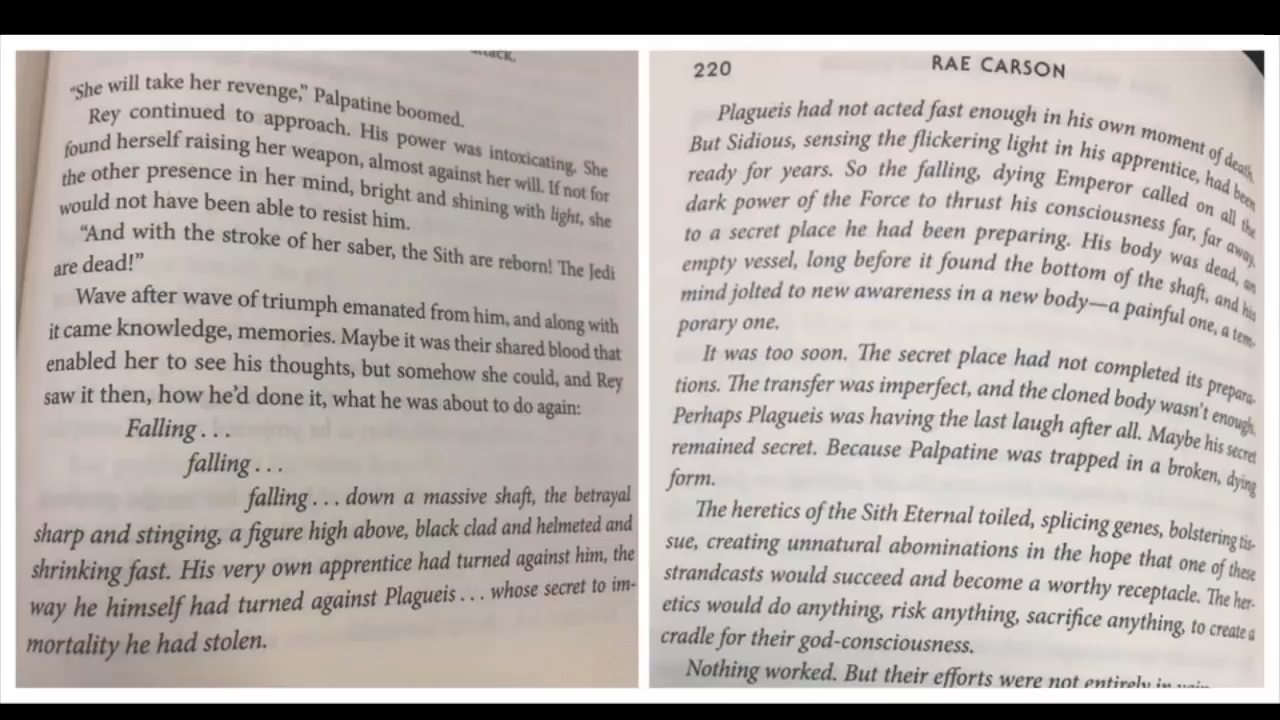 “She will take her revenge,” Palpatine boomed.
Rey continued to approach. His power was intoxicating. She
found herself raising her weapon, almost against her will. If not for
the other presence in her mind, bright and shining with light, she
would not have been able to resist him.
“And with the stroke of her saber, the Sith are reborn! The Jedi
are dead!”
Wave after wave of triumph emanated from him, and along with
it came knowledge, memories. Maybe it was their shared blood that
enabled her to see his thoughts, but somehow she could, and Rey
saw it then, how he’d done it, what he was about to do again:
Falling . . .
falling . . .
falling . . . down a massive shaft, the betrayal
sharp and stinging, a figure high above, black clad and helmeted and
shrinking fast. His very own apprentice had turned against him, the
way he himself had turned against Plagueis . . . whose secret to im-
mortality he had stolen.
220
RAE CARSON
Plagueis had not acted fast enough in his own moment of death.
But Sidious, sensing the flickering light in his apprentice, had been
ready for years. So the falling, dying Emperor called on all the
dark power of the Force to thrust his consciousness far, far away,
to a secret place he had been preparing. His body was dead, an
empty vessel, long before it found the bottom of the shaft, and his
mind jolted to new awareness in a new body—a painful one, a tem-
porary one.
It was too soon. The secret place had not completed its prepara-
tions. The transfer was imperfect, and the cloned body wasn’t enough.
Perhaps Plagueis was having the last laugh after all. Maybe his secret
remained secret. Because Palpatine was trapped in a broken, dying
form.
The heretics of the Sith Eternal toiled, splicing genes, bolstering tis-
sue, creating unnatural abominations in the hope that one of these
strandcasts would succeed and become a worthy receptacle. The her-
etics would do anything, risk anything, sacrifice anything, to create a
cradle for their god-consciousness.
Nothing worked. But their efforts were not entirely in